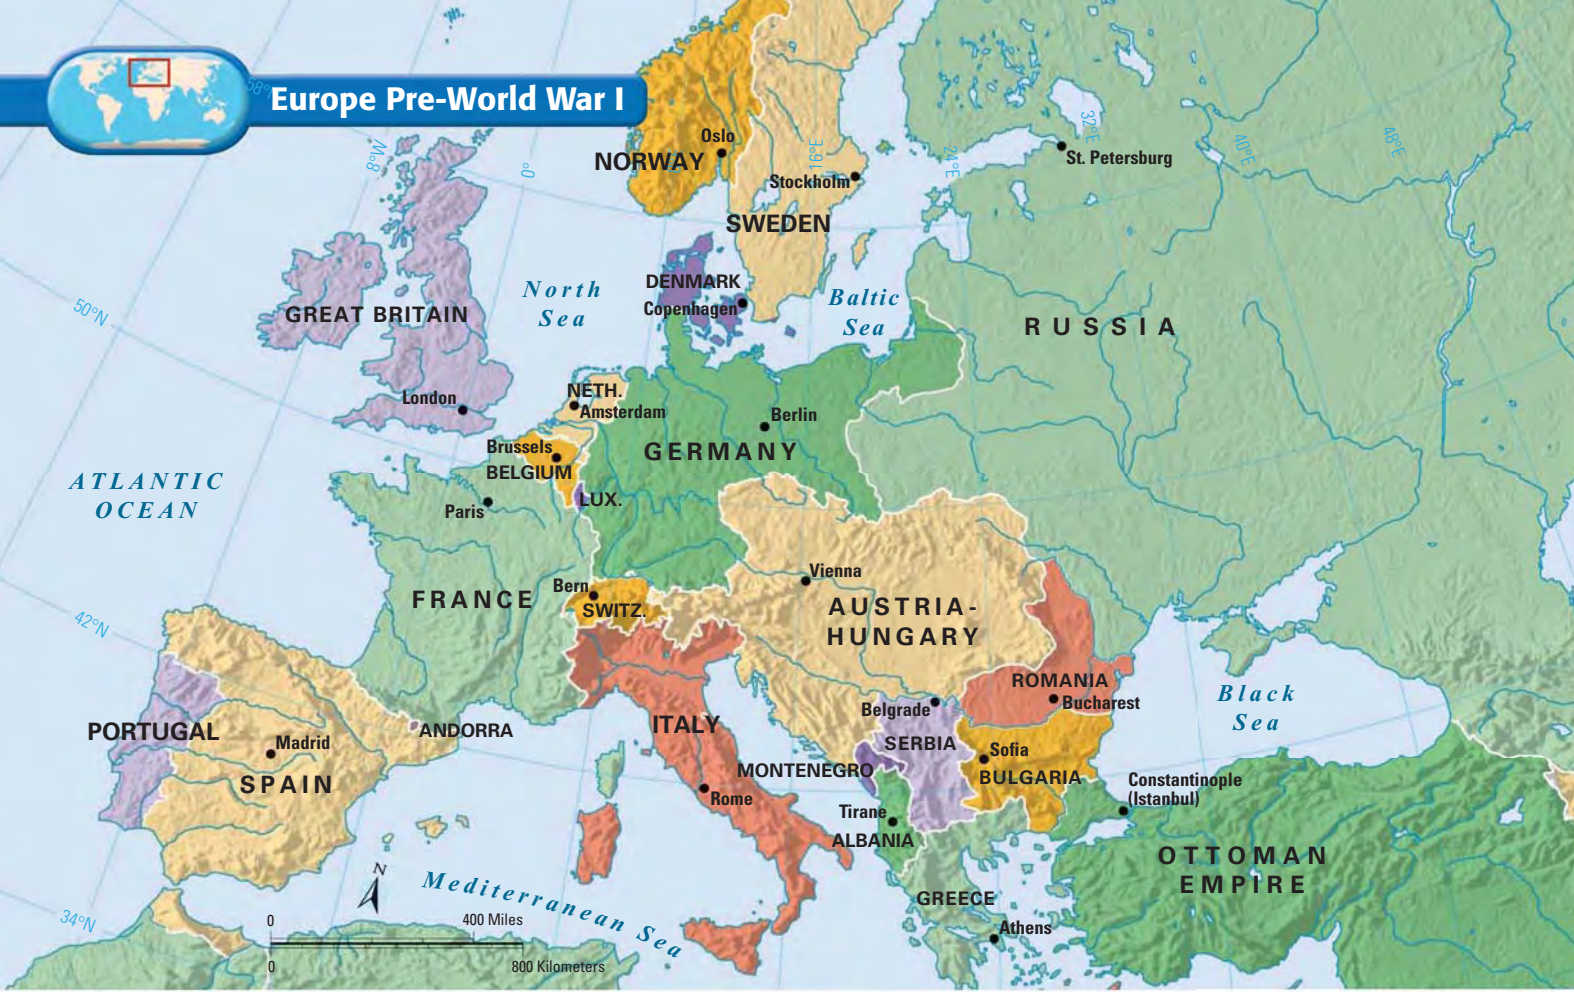 58°
Europe Pre-World War I
8°W
0°
16°E
24°E
32°E
40°E
48°E
Oslo
NORWAY
St. Petersburg
Stockholm
SWEDEN
DENMARK
Copenhagen
North
Sea
Baltic
Sea
50°N
GREAT BRITAIN
RUSSIA
London
NETH.
Amsterdam
Berlin
GERMANY
Brussels
BELGIUM
LUX.
ATLANTIC
OCEAN
Paris
Vienna
Bern
SWITZ.
FRANCE
AUSTRIA-
HUNGARY
42°N
ROMANIA
Bucharest
Belgrade
Black
Sea
PORTUGAL
Madrid
SPAIN
ANDORRA
ITALY
SERBIA
Sofia
BULGARIA
MONTENEGRO
Rome
Tirane
ALBANIA
Constantinople
(Istanbul)
OTTOMAN
EMPIRE
GREECE
Athens
Mediterranean Sea
N
34°N
0
400 Miles
0
800 Kilometers